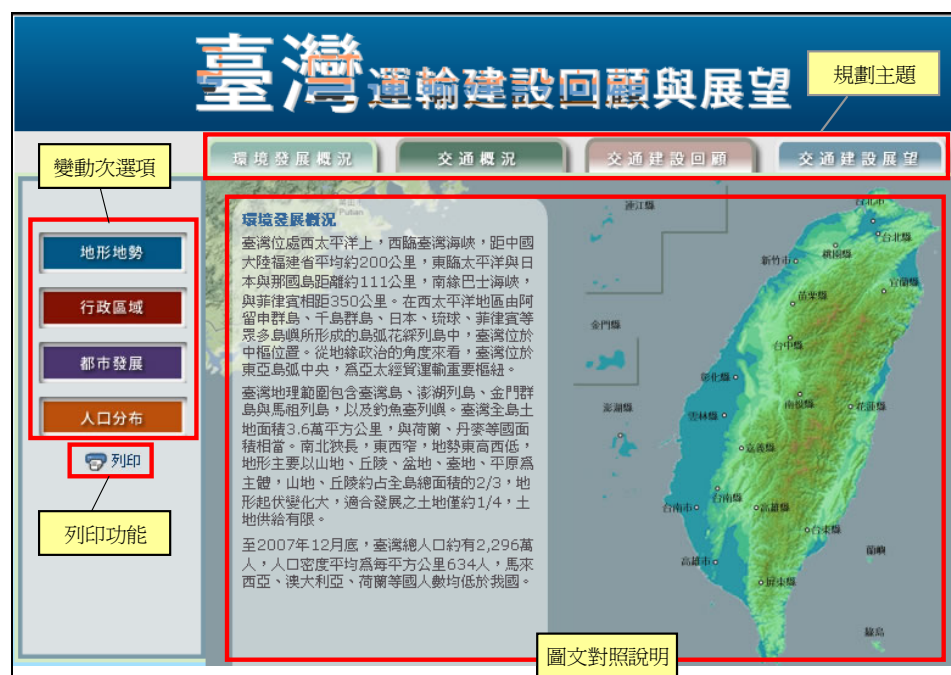 臺灣運輸建設回顧與展望
規劃主題
環境發展概況
交通概況
交通建設回顧
交通建設展望
變動次選項
地形地勢
行政區域
都市發展
人口分布
列印
列印功能
Putian
環境發展概況
臺灣位處西太平洋上，西臨臺灣海峽，距中國
大陸福建省平均約200公里，東臨太平洋與日
本與那國島距離約111公里，南緣巴士海峽，
與菲律賓相距350公里。在西太平洋地區由阿
留申群島、千島群島、日本、琉球、菲律賓等
眾多島嶼所形成的島弧花綵列島中，臺灣位於
中樞位置。從地緣政治的角度來看，臺灣位於
東亞島弧中央，為亞太經貿運輸重要樞紐。
臺灣地理範圍包含臺灣島、澎湖列島、金門群
島與馬祖列島，以及釣魚臺列嶼。臺灣全島土
地面積3.6萬平方公里，與荷蘭、丹麥等國面
積相當。南北狹長，東西窄，地勢東高西低，
地形主要以山地、丘陵、盆地、臺地、平原為
主體，山地、丘陵約占全島總面積的2/3，地
形起伏變化大，適合發展之土地僅約1/4，土
地供給有限。
至2007年12月底，臺灣總人口約有2,296萬
人，人口密度平均為每平方公里634人，馬來
西亞、澳大利亞、荷蘭等國人數均低於我國。
連江縣
金門縣
澎湖縣
台北市
台北縣
桃園縣
新竹市
宜蘭縣
苗栗縣
台中縣
彰化縣
南投縣
花蓮縣
雲林縣
嘉義縣
台南縣
台南市
高雄縣
台東縣
高雄市
屏東縣
蘭嶼
綠島
圖文對照說明